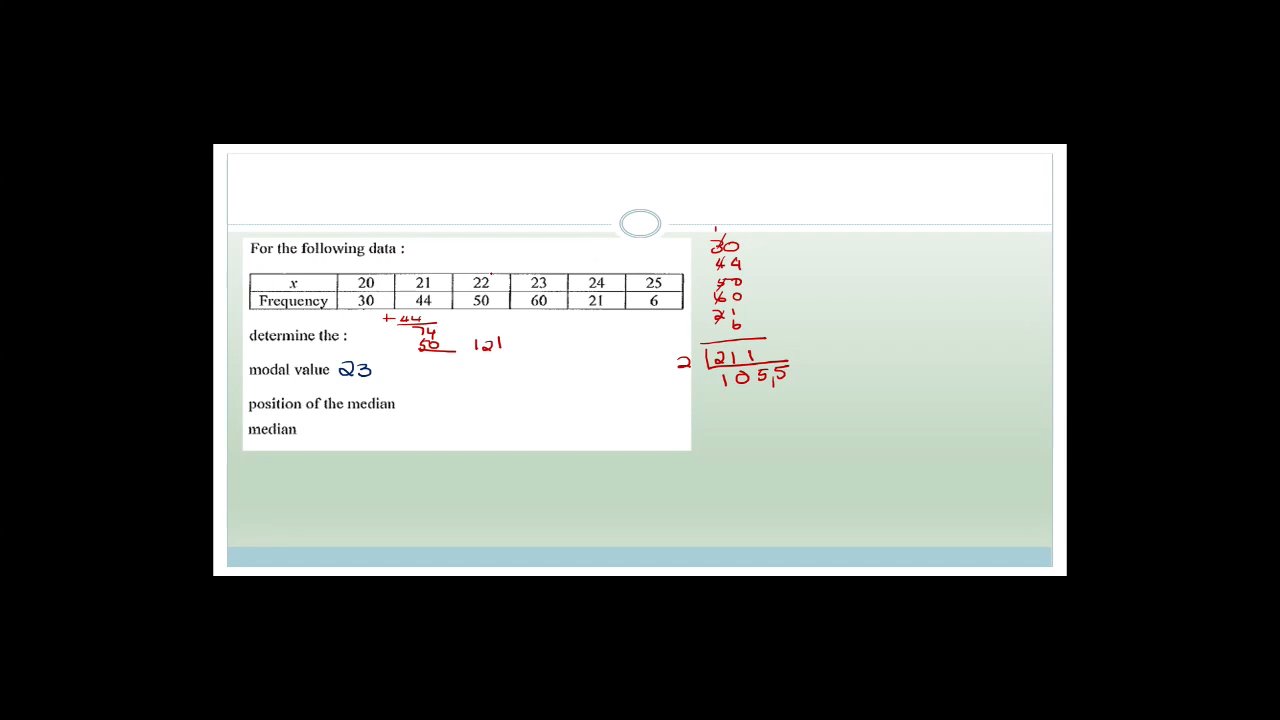 For the following data :
x 20 21 22 23 24 25
Frequency 30 44 50 60 21 6
+ 44
determine the :
74
50 121
modal value 23
position of the median
median
1
30
44
50
60
21
6
2 211
105,5